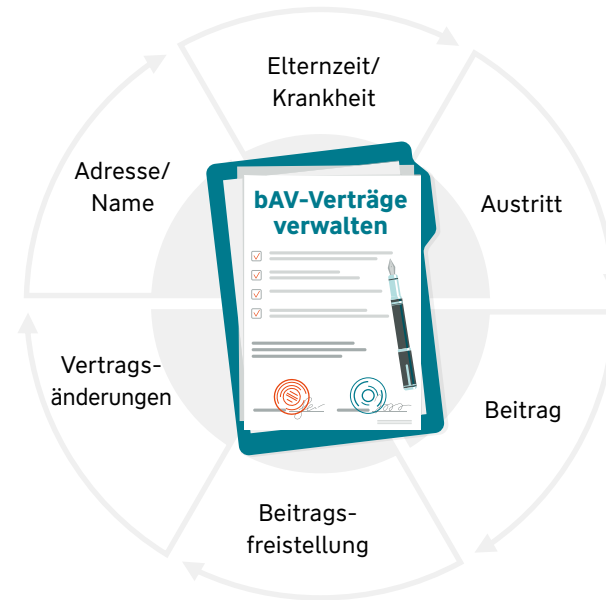 Elternzeit/
Krankheit
Adresse/
Name
bAV-Verträge
verwalten
Austritt
Vertrags-
änderungen
Beitrag
Beitrags-
freistellung